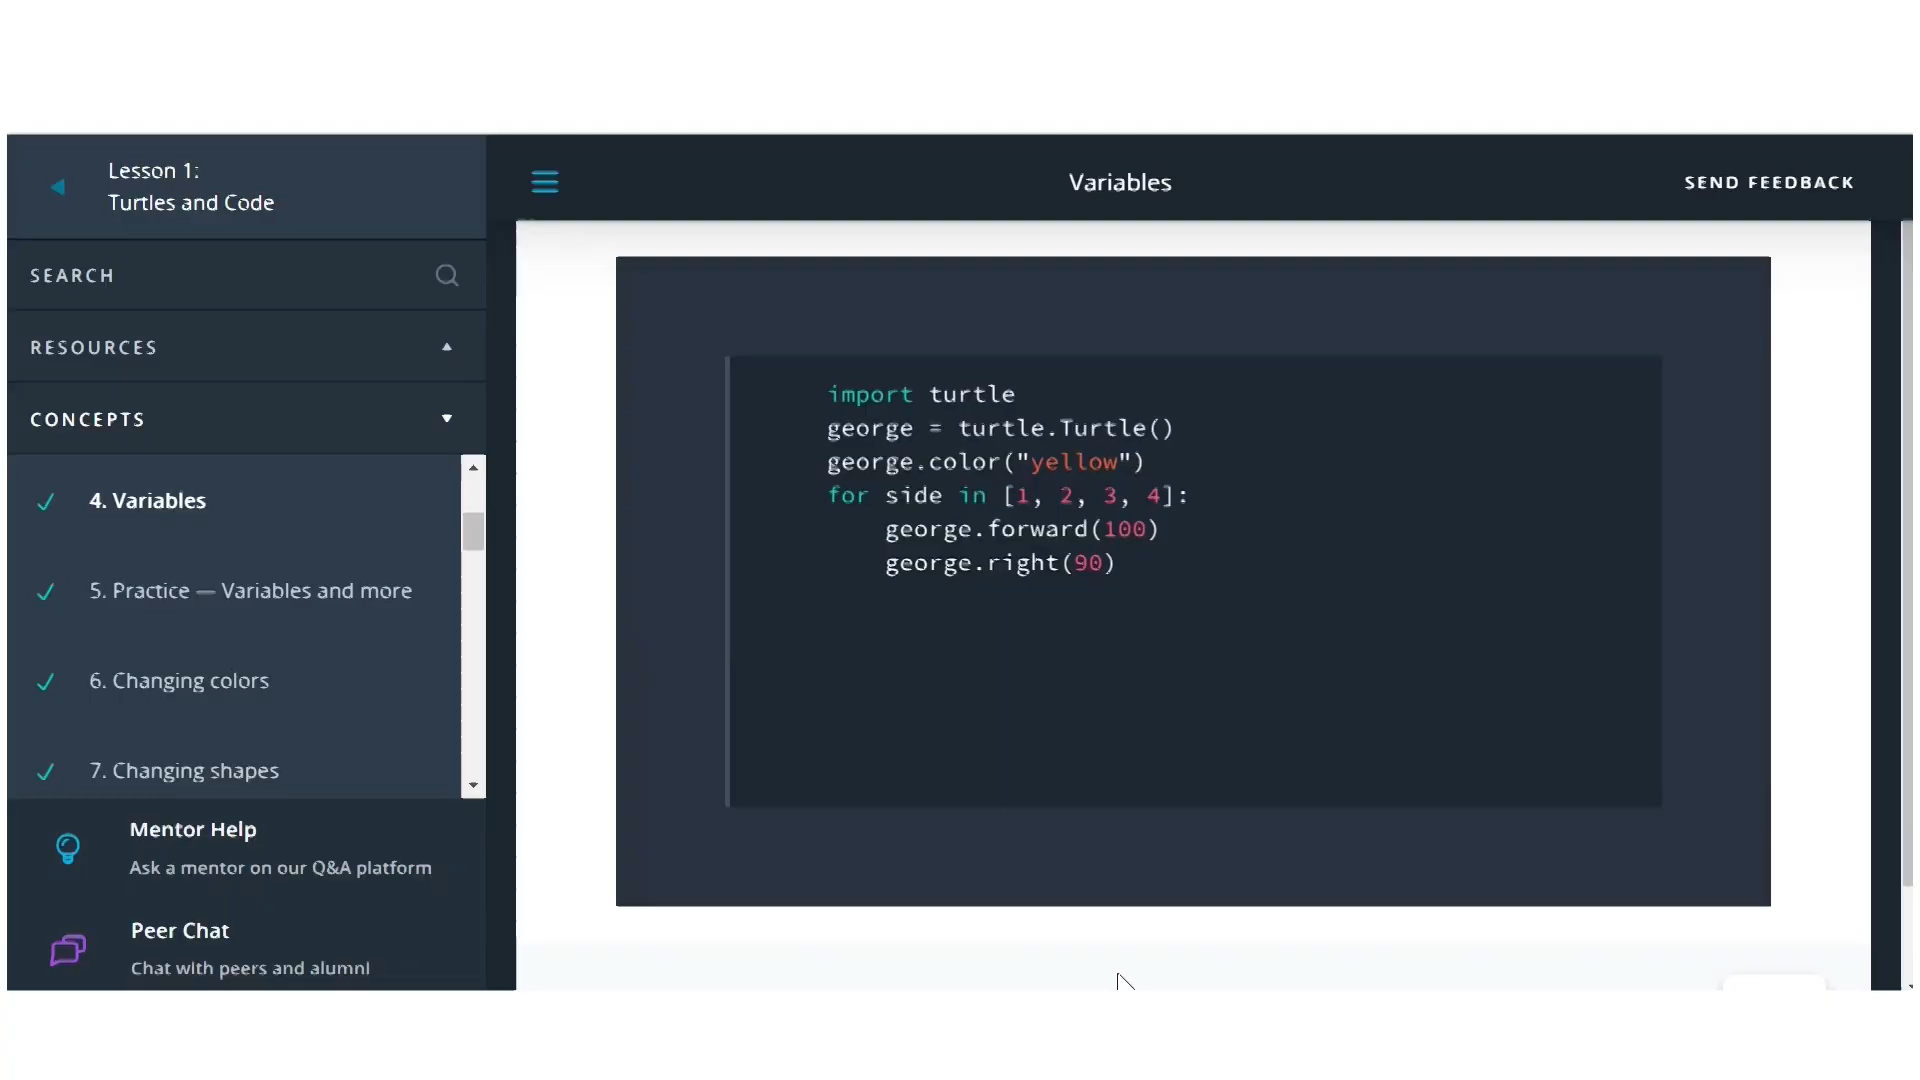 Lesson 1:
Turtles and Code
SEARCH
RESOURCES
CONCEPTS
4. Variables
5. Practice — Variables and more
6. Changing colors
7. Changing shapes
Mentor Help
Ask a mentor on our Q&A platform
Peer Chat
Chat with peers and alumni
Variables
SEND FEEDBACK
import turtle
george = turtle.Turtle()
george.color("yellow")
for side in [1, 2, 3, 4]:
    george.forward(100)
    george.right(90)